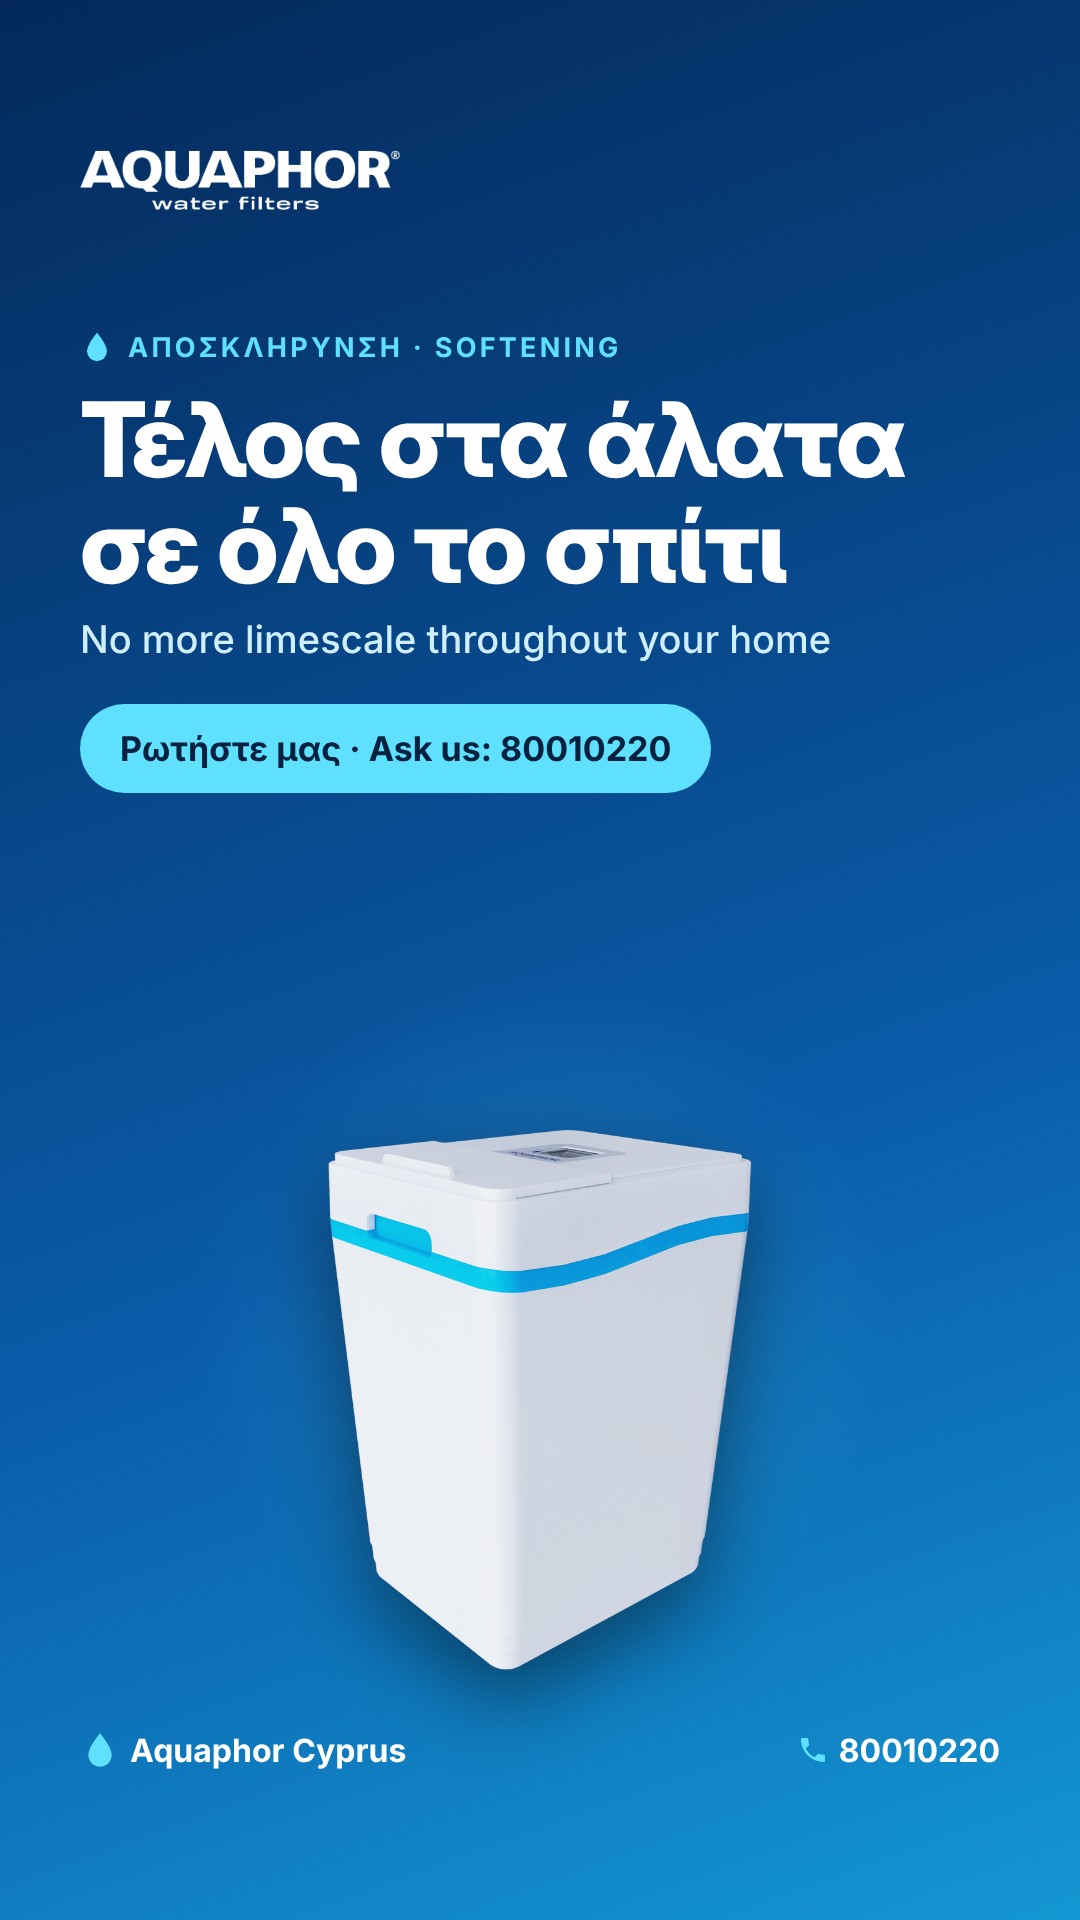 AQUAPHOR®
water filters
ΑΠΟΣΚΛΗΡΥΝΣΗ · SOFTENING
Τέλος στα άλατα
σε όλο το σπίτι
No more limescale throughout your home
Ρωτήστε μας · Ask us: 80010220
Aquaphor Cyprus
80010220